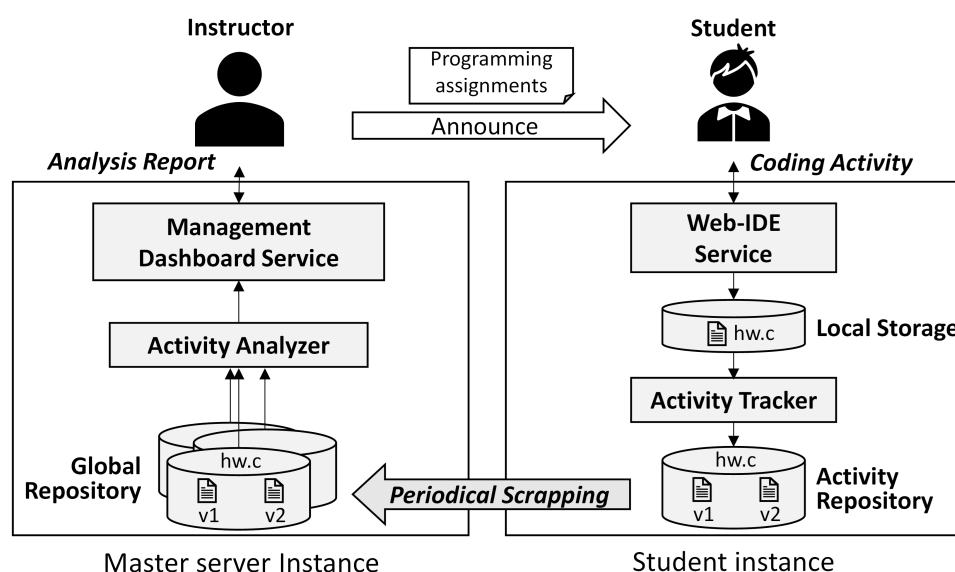 Instructor
Student
Programming
assignments
Announce
Analysis Report
Coding Activity
Management
Dashboard Service
Activity Analyzer
Global
Repository
hw.c
v1
v2
Master server Instance
Web-IDE
Service
hw.c
Local Storage
Activity Tracker
hw.c
v1
v2
Activity
Repository
Periodical Scrapping
Student instance